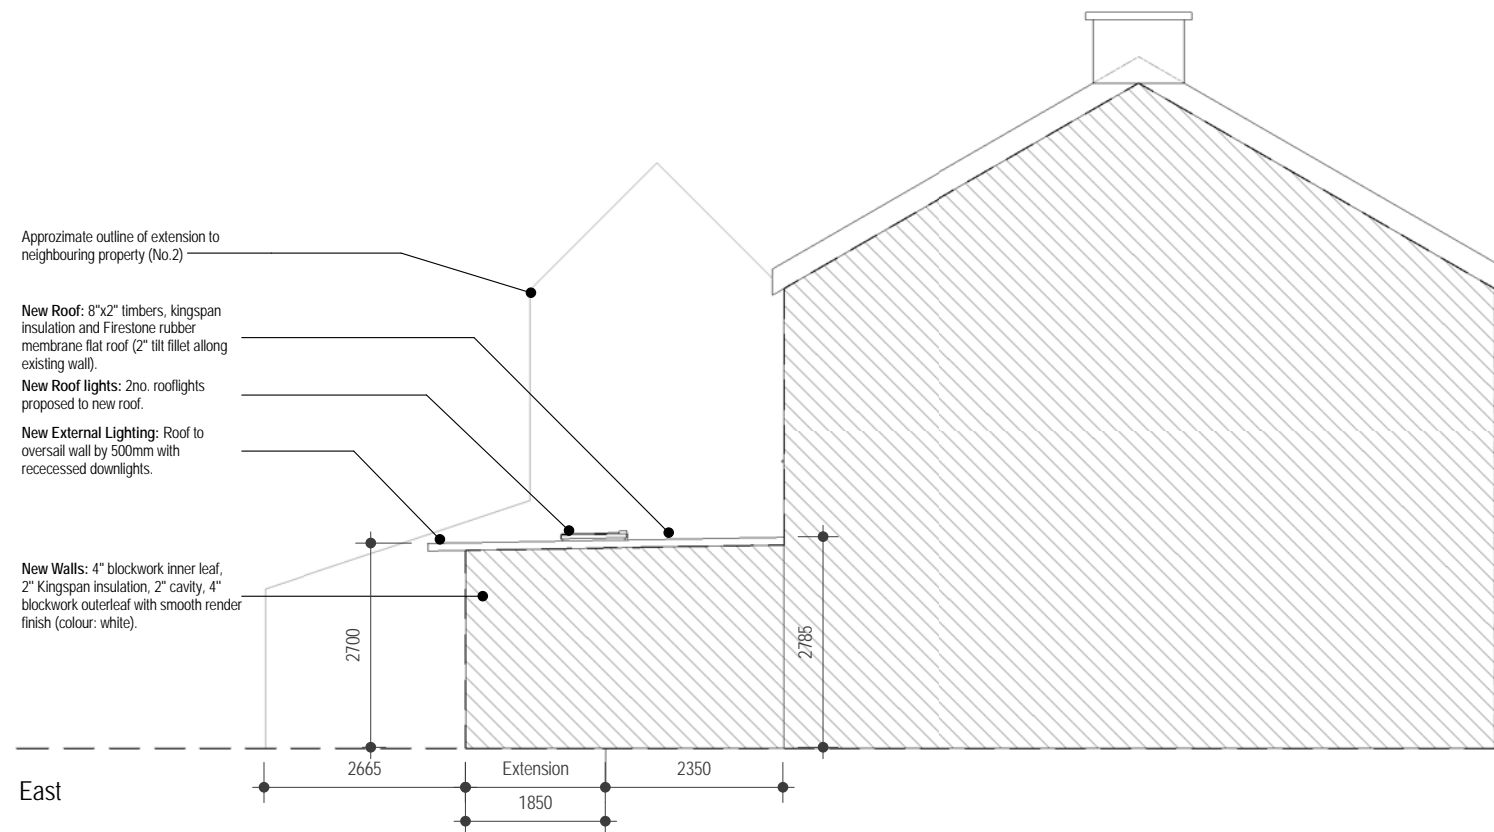 Approzimate outline of extension to
neighbouring property (No.2)
New Roof: 8"x2" timbers, kingspan
insulation and Firestone rubber
membrane flat roof (2" tilt fillet allong
existing wall).
New Roof lights: 2no. rooflights
proposed to new roof.
New External Lighting: Roof to
oversail wall by 500mm with
rececessed downlights.
New Walls: 4" blockwork inner leaf,
2" Kingspan insulation, 2" cavity, 4"
blockwork outerleaf with smooth render
finish (colour: white).
2700
2785
2665
Extension
2350
1850
East